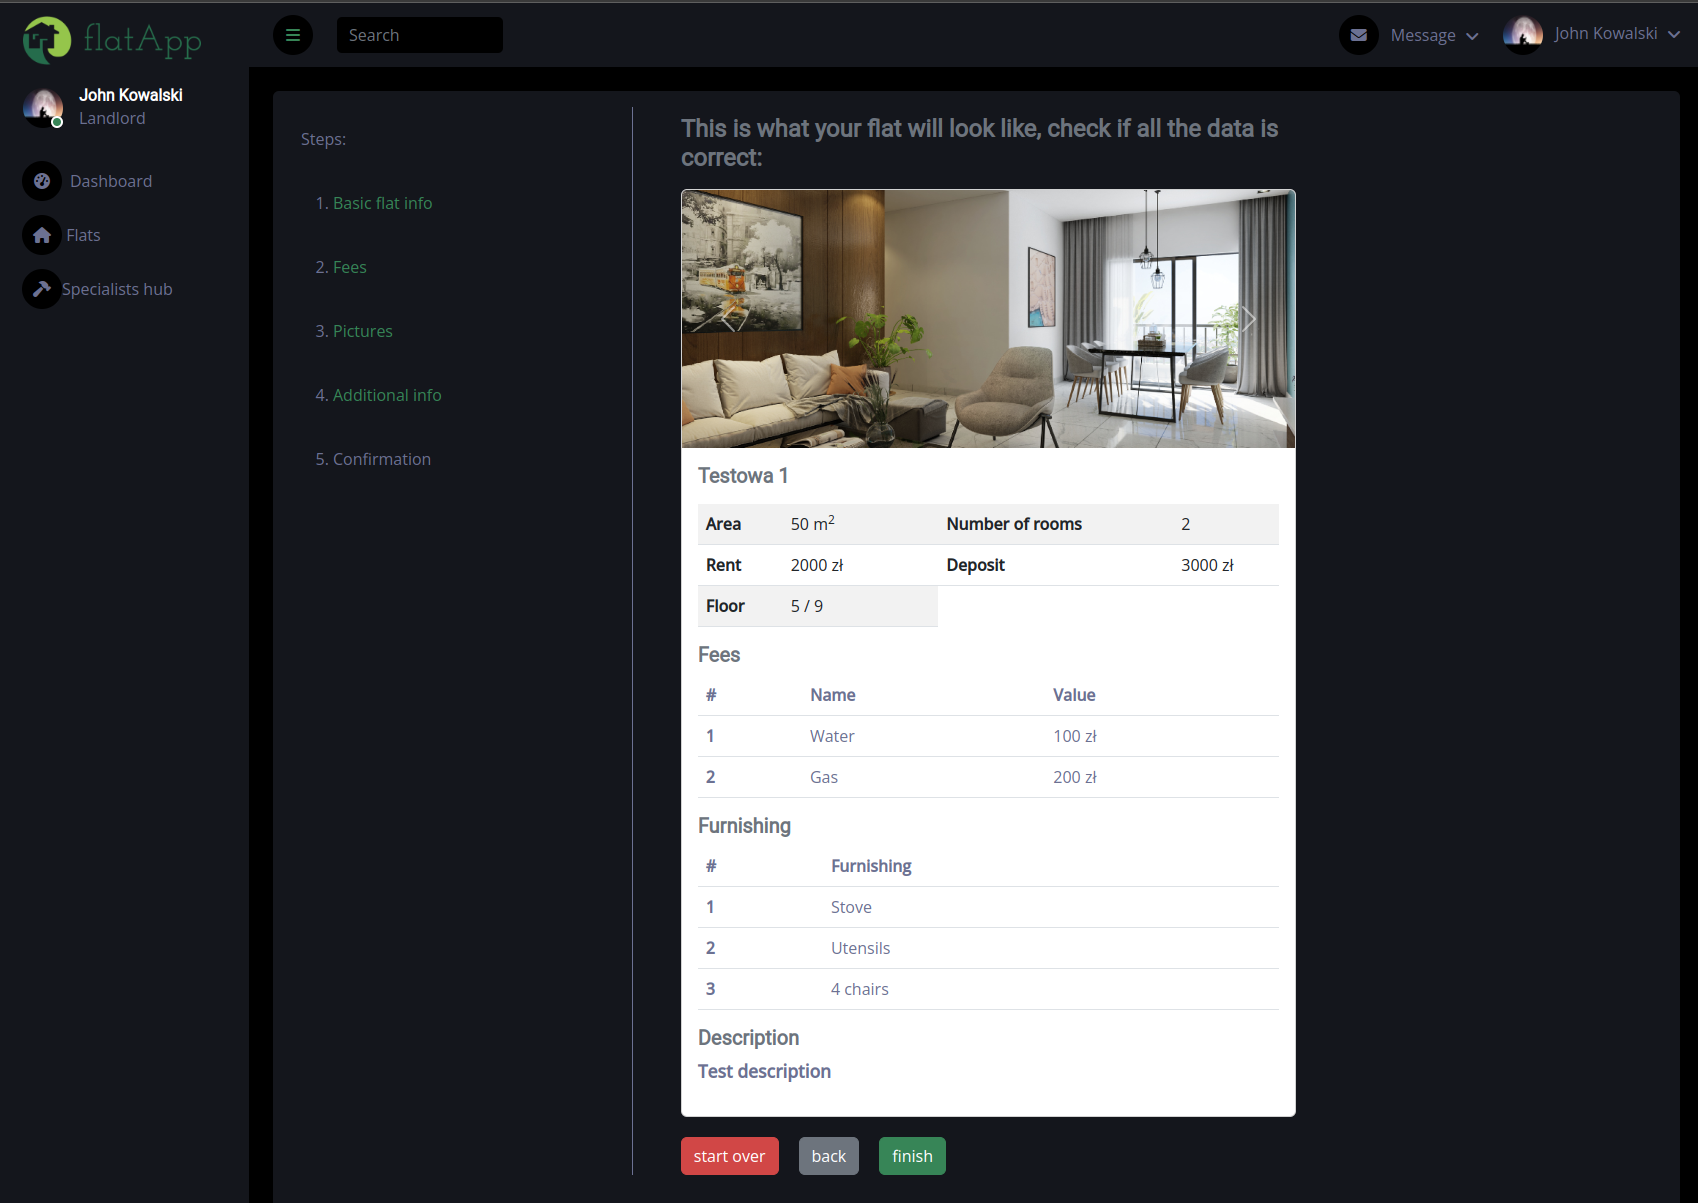 flatApp
Search
Message
John Kowalski
John Kowalski
Landlord
Dashboard
Flats
Specialists hub
Steps:
1. Basic flat info
2. Fees
3. Pictures
4. Additional info
5. Confirmation
This is what your flat will look like, check if all the data is
correct:
Testowa 1
Area 50 m² Number of rooms 2
Rent 2000 zł Deposit 3000 zł
Floor 5 / 9
Fees
# Name Value
1 Water 100 zł
2 Gas 200 zł
Furnishing
# Furnishing
1 Stove
2 Utensils
3 4 chairs
Description
Test description
start over back finish